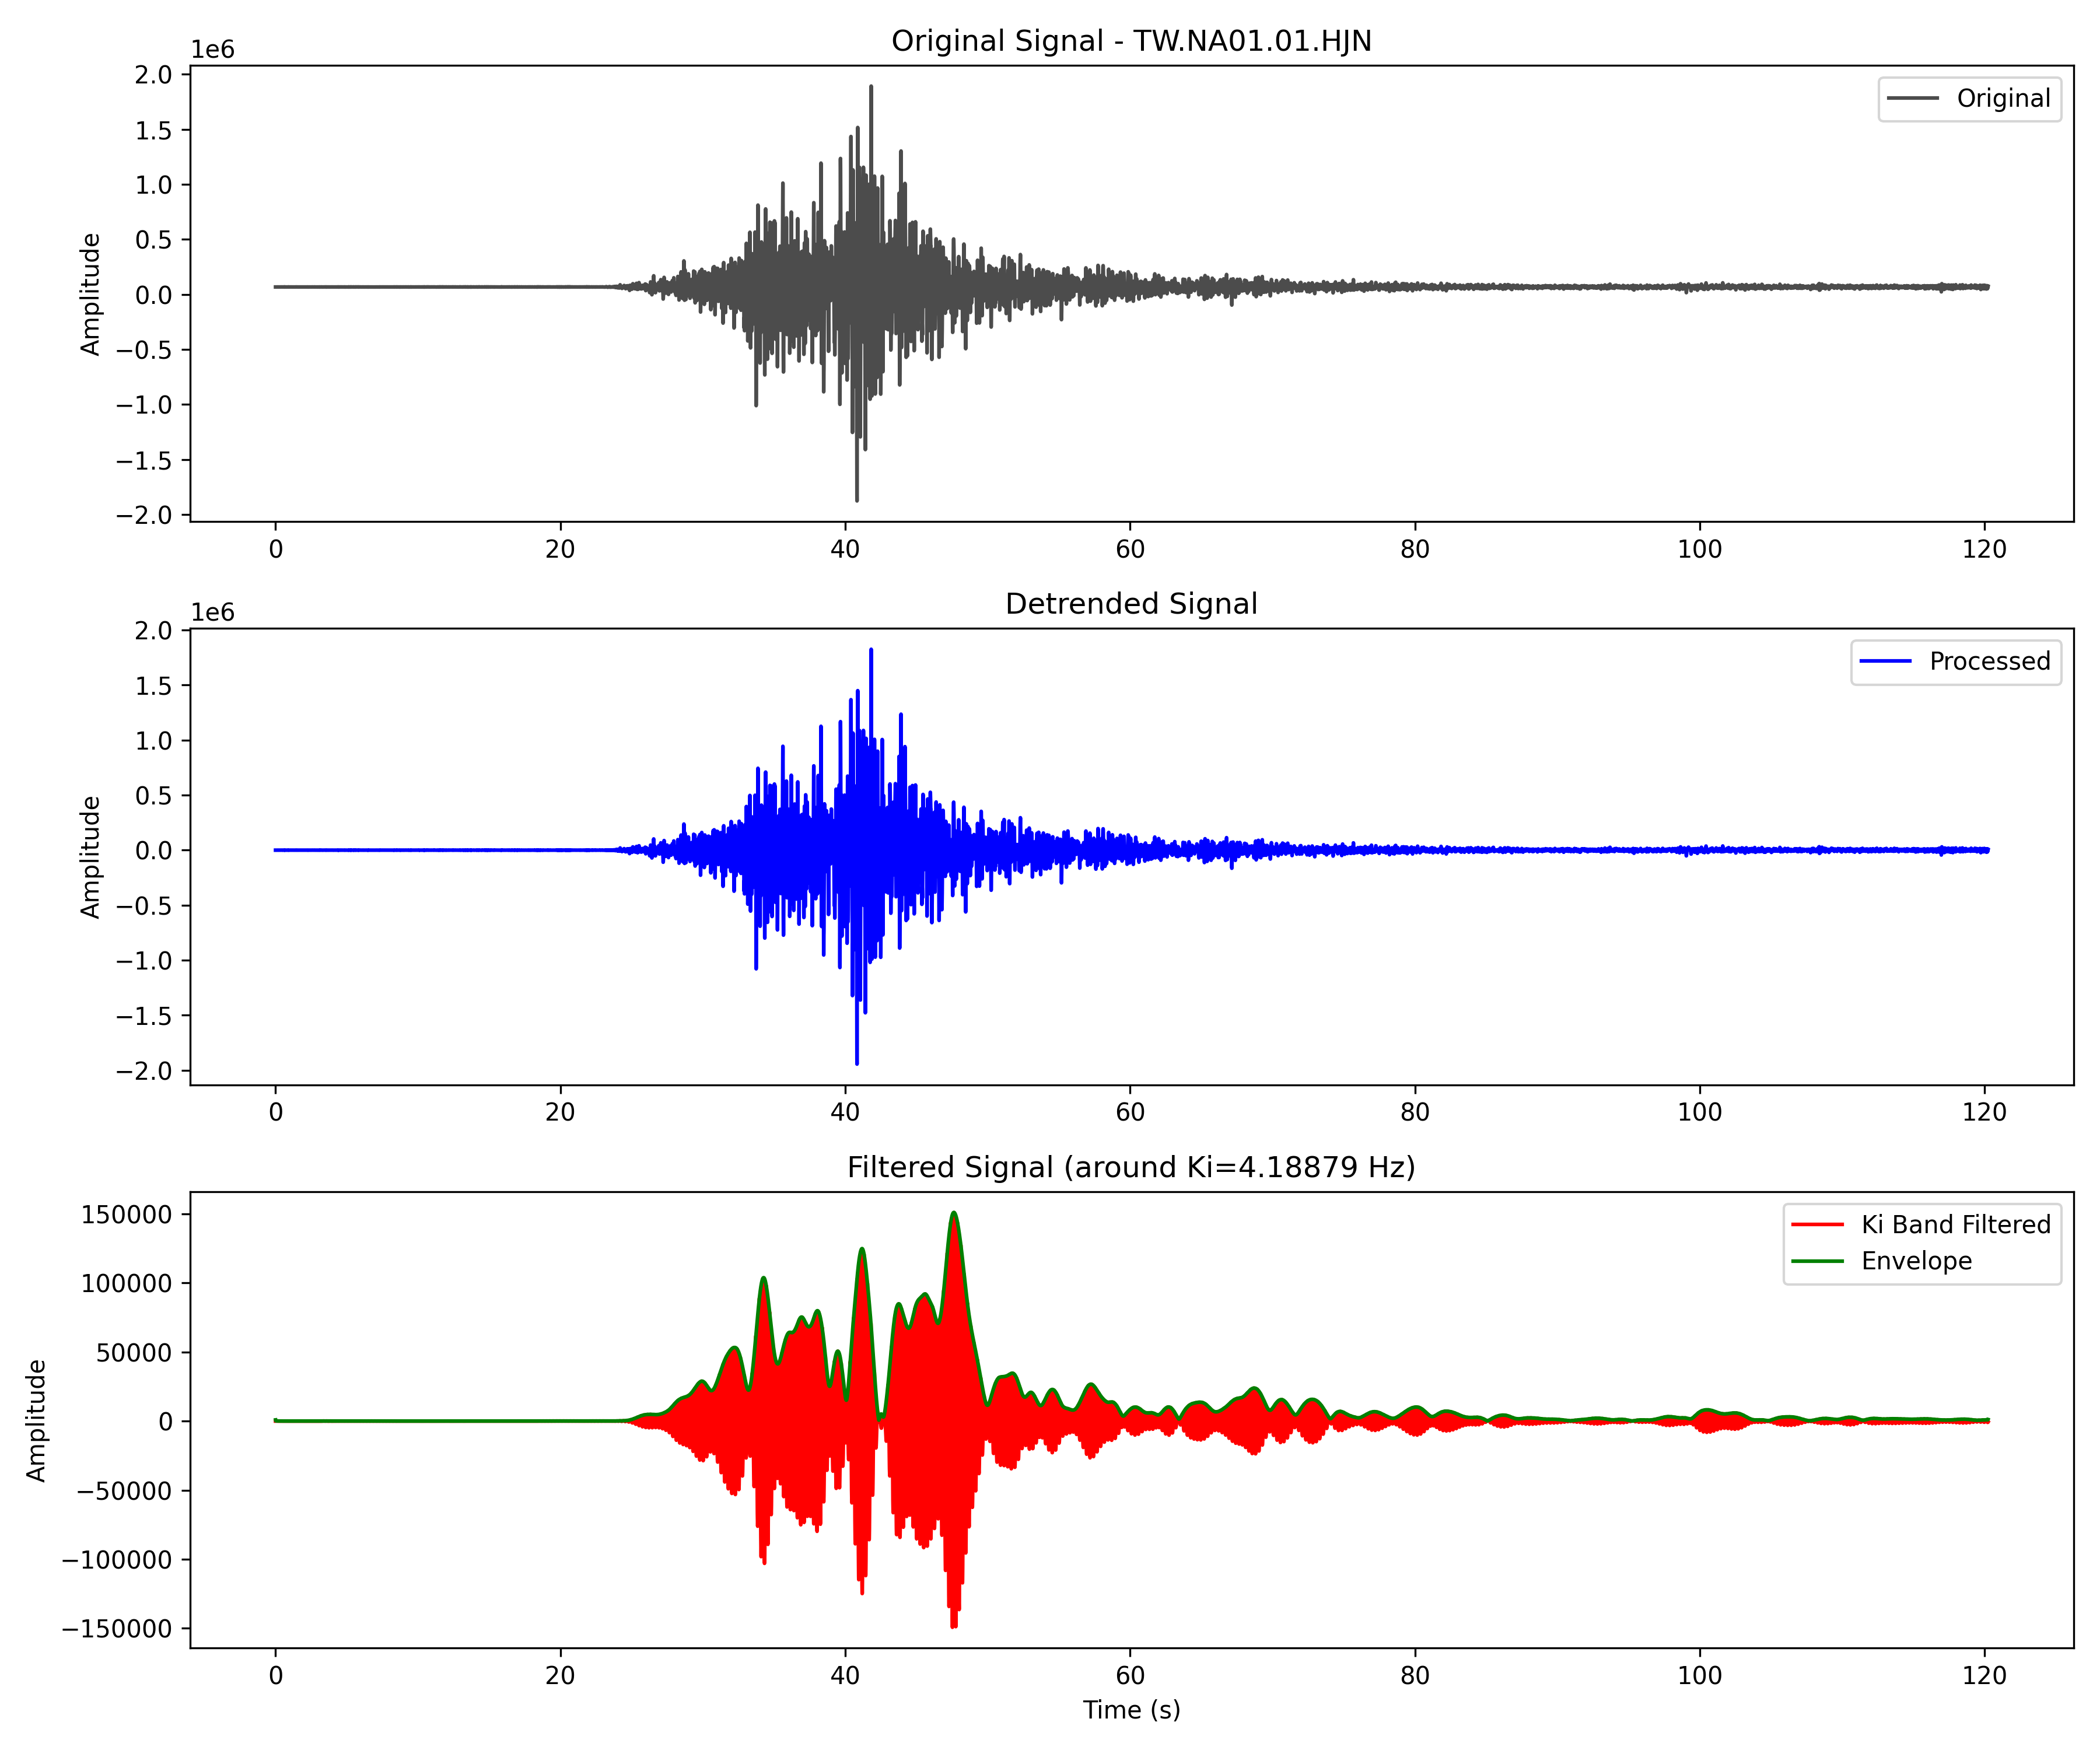 Original Signal - TW.NA01.01.HJN
1e6
Original
2.0
1.5
1.0
0.5
0.0
−0.5
−1.0
−1.5
−2.0
Amplitude
0 20 40 60 80 100 120
Detrended Signal
1e6
Processed
2.0
1.5
1.0
0.5
0.0
−0.5
−1.0
−1.5
−2.0
Amplitude
0 20 40 60 80 100 120
Filtered Signal (around Ki=4.18879 Hz)
Ki Band Filtered
Envelope
150000
100000
50000
0
−50000
−100000
−150000
Amplitude
0 20 40 60 80 100 120
Time (s)